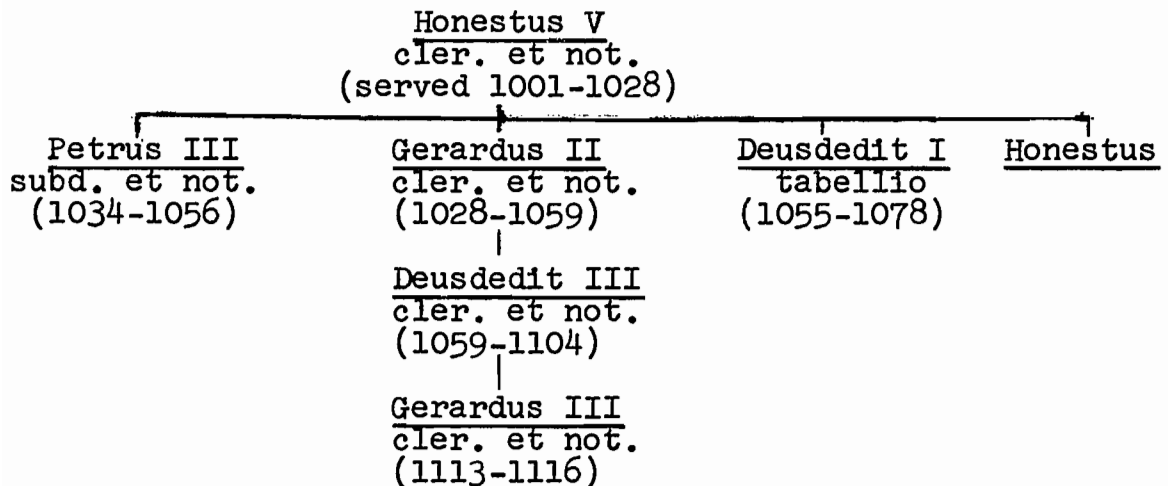 Honestus V
cler. et not.
(served 1001-1028)
Petrus III Gerardus II Deusdedit I Honestus
subd. et not. cler. et not. tabellio
(1034-1056) (1028-1059) (1055-1078)
Deusdedit III
cler. et not.
(1059-1104)
Gerardus III
cler. et not.
(1113-1116)